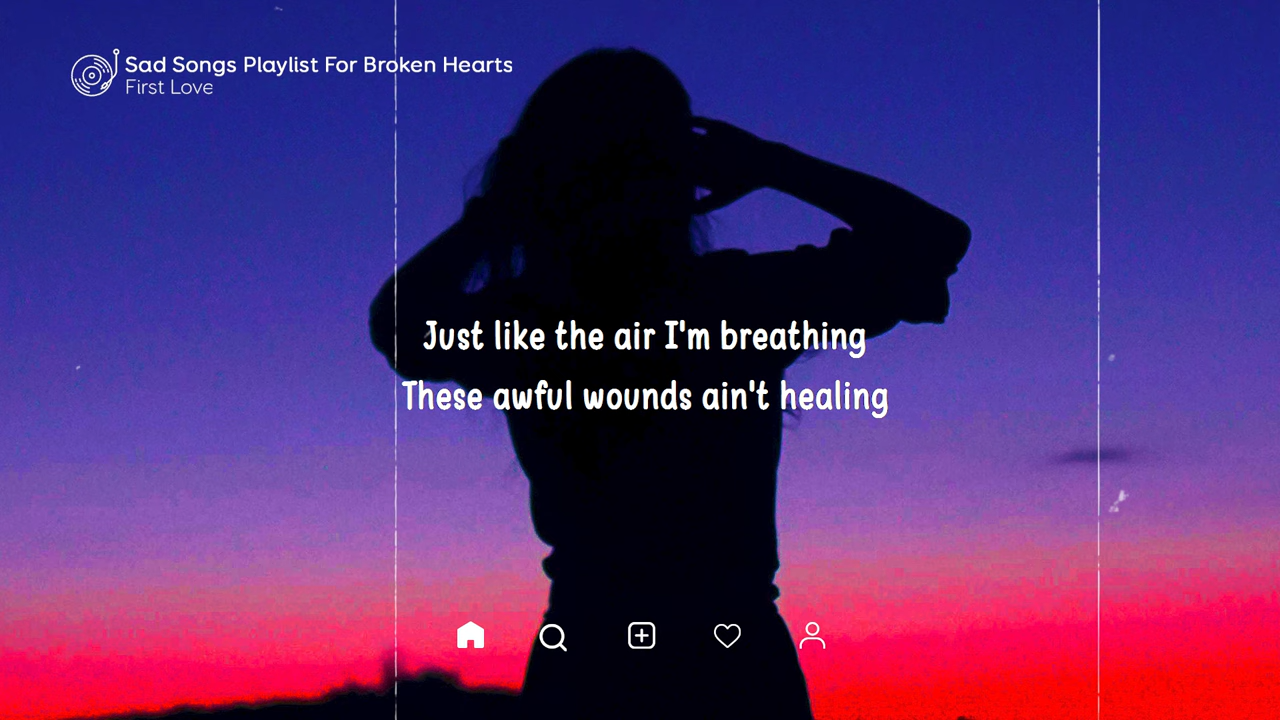 Sad Songs Playlist For Broken Hearts
First Love
Just like the air I'm breathing
These awful wounds ain't healing